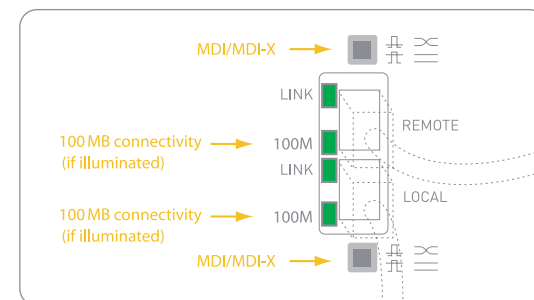 MDI/MDI-X
LINK
REMOTE
100 MB connectivity
(if illuminated)
100M
LINK
LOCAL
100 MB connectivity
(if illuminated)
100M
MDI/MDI-X